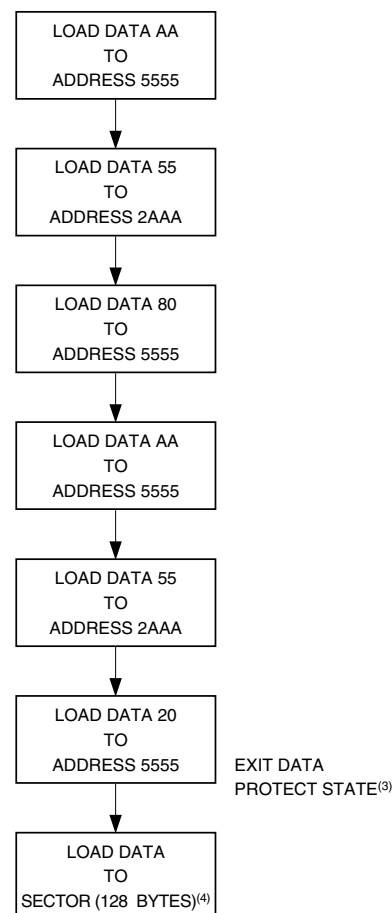 LOAD DATA AA
TO
ADDRESS 5555
LOAD DATA 55
TO
ADDRESS 2AAA
LOAD DATA 80
TO
ADDRESS 5555
LOAD DATA AA
TO
ADDRESS 5555
LOAD DATA 55
TO
ADDRESS 2AAA
LOAD DATA 20
TO
ADDRESS 5555
EXIT DATA
PROTECT STATE(3)
LOAD DATA
TO
SECTOR (128 BYTES)(4)